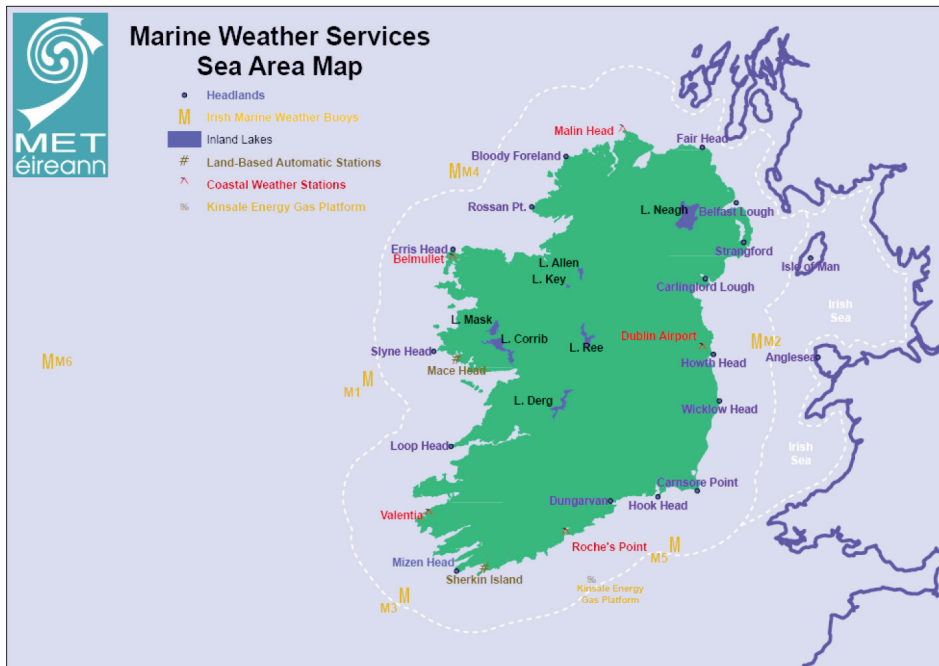 MET
éireann
Marine Weather Services
Sea Area Map
Headlands
M Irish Marine Weather Buoys
Inland Lakes
# Land-Based Automatic Stations
Coastal Weather Stations
% Kinsale Energy Gas Platform
Malin Head
Fair Head
Bloody Foreland
M M4
Rossan Pt.
L. Neagh
Belfast Lough
Erris Head
Belmullet
Strangford
L. Allen
Isle of Man
L. Key
Carlinglord Lough
Irish
Sea
L. Mask
L. Corrib
L. Ree
Dublin Airport
M M2
Slyne Head
M M6
#
Mace Head
Howth Head
Anglesea
M
M1
L. Derg
Wicklow Head
Loop Head
Irish
Sea
Carnsore Point
Dungarvan
Hook Head
Valentia
Roche's Point
M
M5
Mizen Head
#
Sherkin Island
%
Kinsale Energy
Gas Platform
M
M3